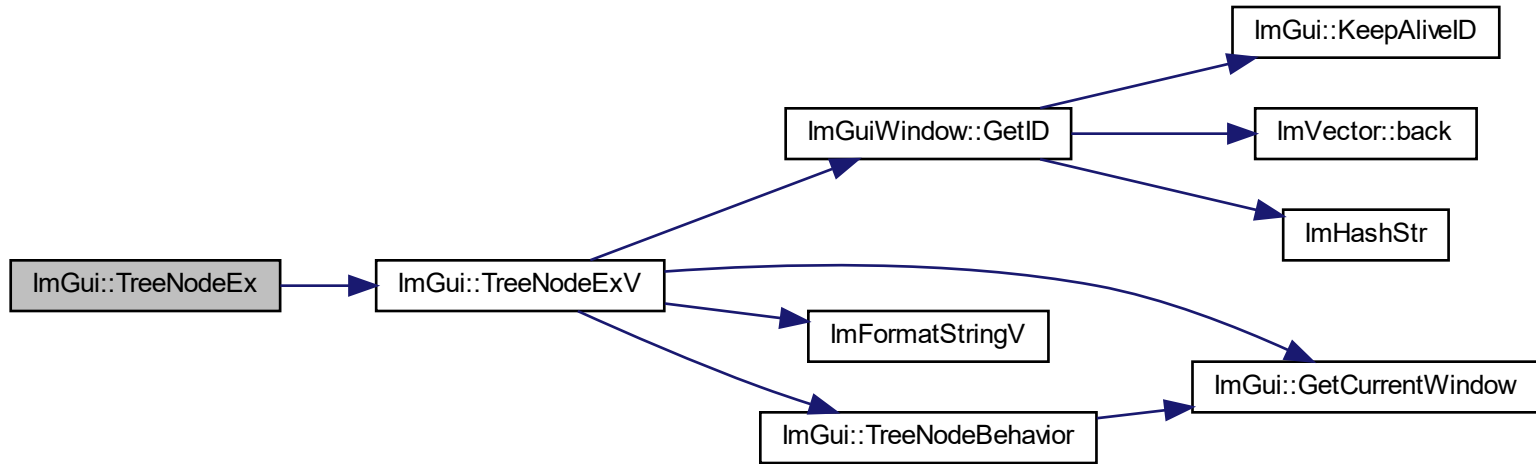 ImGui::KeepAliveID
ImGuiWindow::GetID
ImVector::back
ImHashStr
ImGui::TreeNodeEx
ImGui::TreeNodeExV
ImFormatStringV
ImGui::GetCurrentWindow
ImGui::TreeNodeBehavior